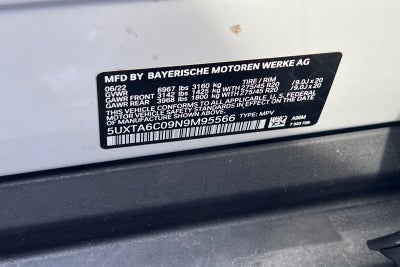 MFD BY BAYERISCHE MOTOREN WERKE AG
06/22 TIRE / RIM
GVWR 6967 lbs 3160 kg
GAWR FRONT 3142 lbs 1425 kg WITH 275/45 R20 / 9.0J x 20
GAWR REAR 3968 lbs 1800 kg WITH 275/45 R20 / 9.0J x 20
THIS VEHICLE CONFORMS TO ALL APPLICABLE U.S. FEDERAL
MOTOR VEHICLE SAFETY STANDARDS IN EFFECT ON THE DATE
OF MANUFACTURE SHOWN ABOVE.
5UXTA6C09N9M95566 TYPE: MPV